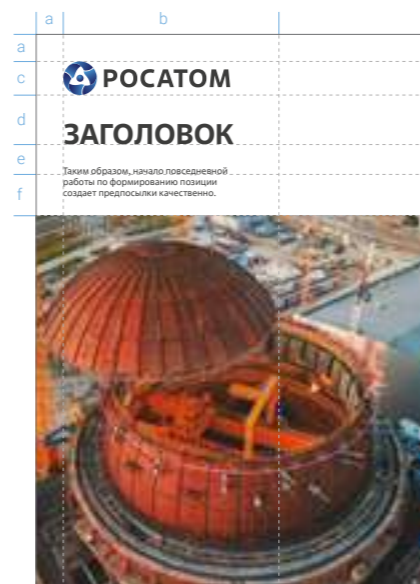 a b
a
c
РОСАТОМ
d
ЗАГОЛОВОК
e
Таким образом, начало повседневной
f
работы по формированию позиции
создает предпосылки качественно.